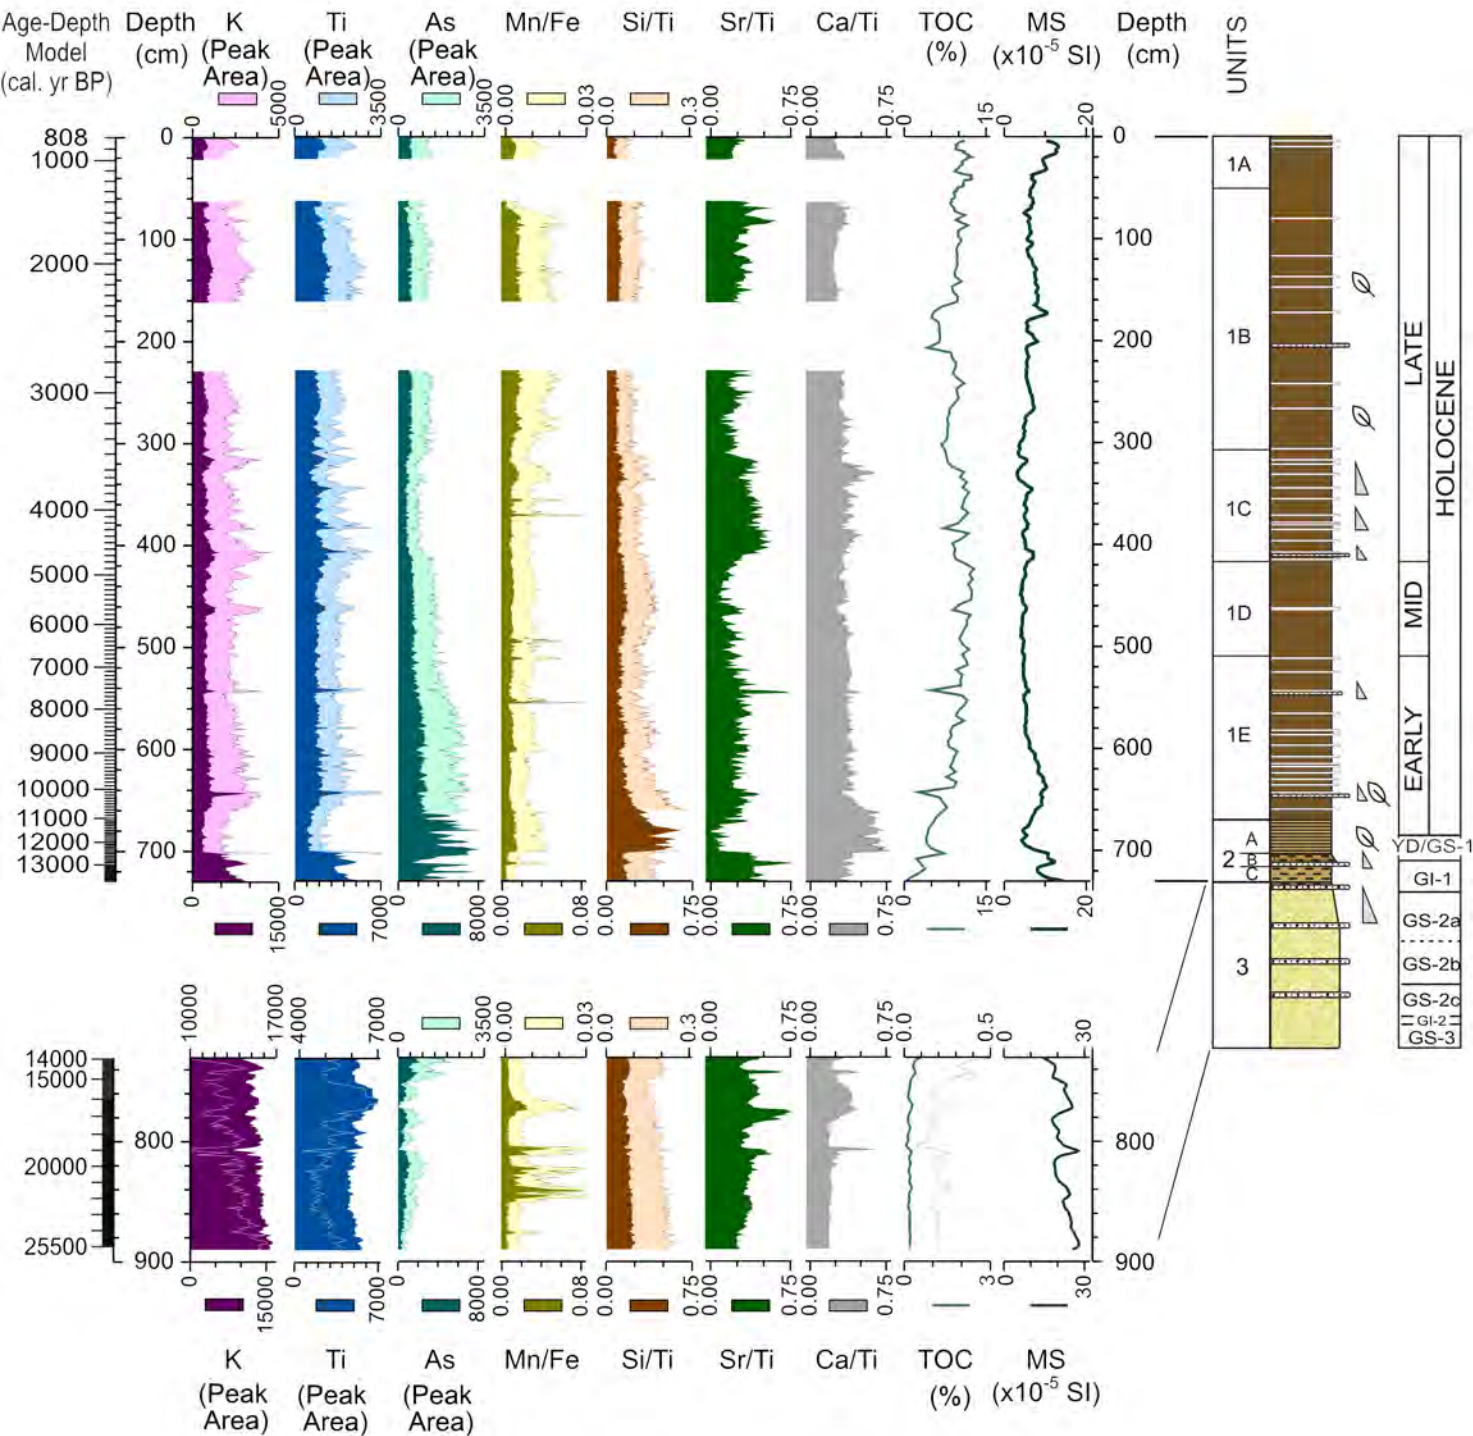 Age-Depth Depth K Ti As Mn/Fe Si/Ti Sr/Ti Ca/Ti TOC MS Depth
Model (cm) (Peak (Peak (Peak (%) (x10⁻⁵ SI) (cm)
(cal. yr BP) Area) Area) Area)
UNITS
0 5000 0 3500 0 3500 0.00 0.03 0.0 0.3 0.00 0.75 0.00 0.75 0 15 0 20
808 0 0
1000 1A
100 100
2000
200 200
1B
LATE
3000
300 300
HOLOCENE
4000 1C
400 400
5000
1D MID
6000
500 500
7000
8000
600 600
1E EARLY
9000
10000
11000
12000 A
700 700 YD/GS-1
13000 2 B
C GI-1
0 15000 0 7000 0 8000 0.00 0.08 0.00 0.75 0.00 0.75 0.00 0.75 0 15 0 20
GS-2a
3 GS-2b
GS-2c
GI-2
GS-3
10000 17000 4000 7000 0 3500 0.00 0.03 0.0 0.3 0.00 0.75 0.00 0.75 0.0 0.5 0 30
14000
15000
800 800
20000
25500
900 900
0 15000 0 7000 0 8000 0.00 0.08 0.00 0.75 0.00 0.75 0.00 0.75 0 3 0 30
K Ti As Mn/Fe Si/Ti Sr/Ti Ca/Ti TOC MS
(Peak (Peak (Peak (%) (x10⁻⁵ SI)
Area) Area) Area)